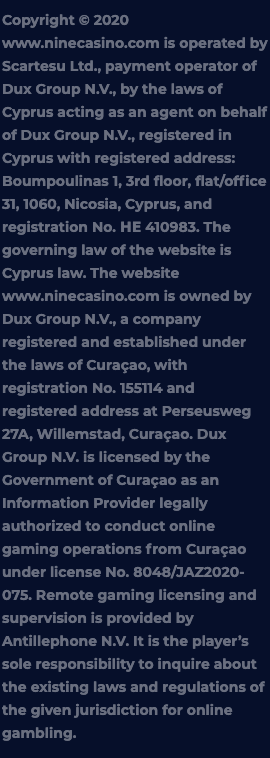 Copyright © 2020
www.ninecasino.com is operated by
Scartesu Ltd., payment operator of
Dux Group N.V., by the laws of
Cyprus acting as an agent on behalf
of Dux Group N.V., registered in
Cyprus with registered address:
Boumpoulinas 1, 3rd floor, flat/office
31, 1060, Nicosia, Cyprus, and
registration No. HE 410983. The
governing law of the website is
Cyprus law. The website
www.ninecasino.com is owned by
Dux Group N.V., a company
registered and established under
the laws of Curaçao, with
registration No. 155114 and
registered address at Perseusweg
27A, Willemstad, Curaçao. Dux
Group N.V. is licensed by the
Government of Curaçao as an
Information Provider legally
authorized to conduct online
gaming operations from Curaçao
under license No. 8048/JAZ2020-
075. Remote gaming licensing and
supervision is provided by
Antillephone N.V. It is the player’s
sole responsibility to inquire about
the existing laws and regulations of
the given jurisdiction for online
gambling.